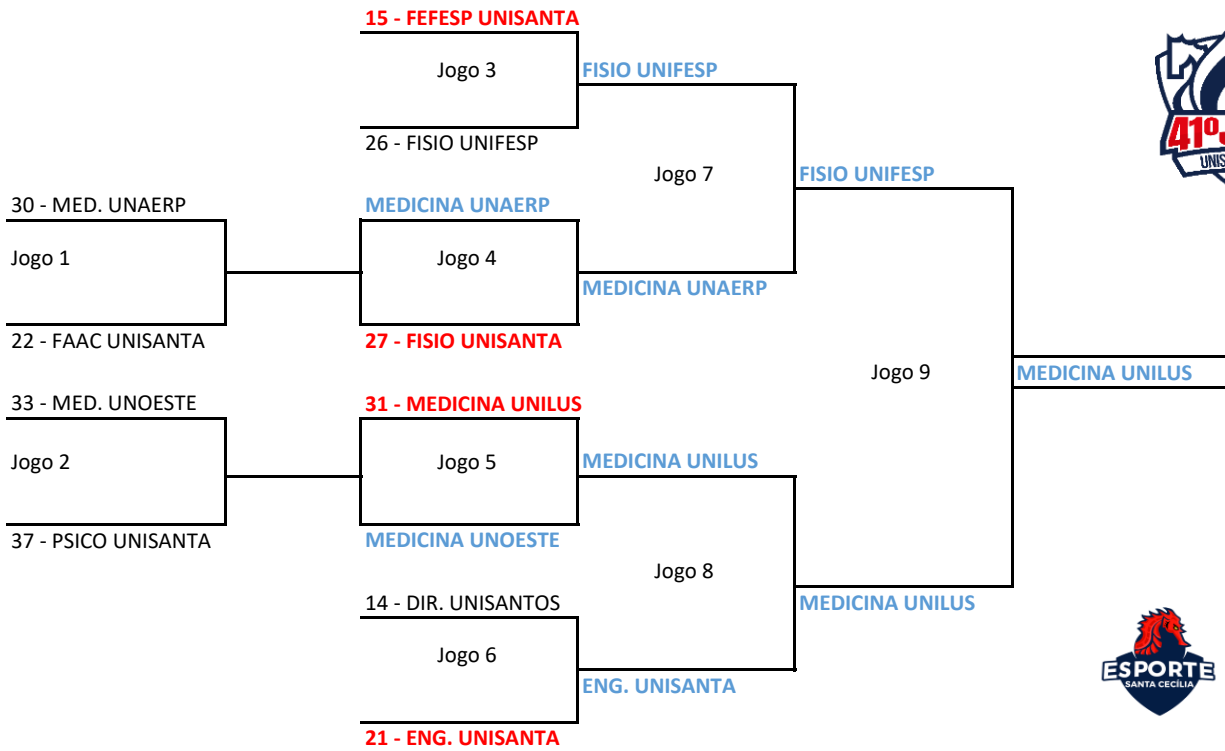 15 - FEFESP UNISANTA
Jogo 3
FISIO UNIFESP
26 - FISIO UNIFESP
41º
Jogo 7
FISIO UNIFESP
30 - MED. UNAERP
MEDICINA UNAERP
Jogo 1
Jogo 4
MEDICINA UNAERP
22 - FAAC UNISANTA
27 - FISIO UNISANTA
Jogo 9
MEDICINA UNILUS
33 - MED. UNOESTE
31 - MEDICINA UNILUS
Jogo 2
Jogo 5
MEDICINA UNILUS
37 - PSICO UNISANTA
MEDICINA UNOESTE
Jogo 8
14 - DIR. UNISANTOS
MEDICINA UNILUS
Jogo 6
ENG. UNISANTA
21 - ENG. UNISANTA
ESPORTE
SANTA CECÍLIA